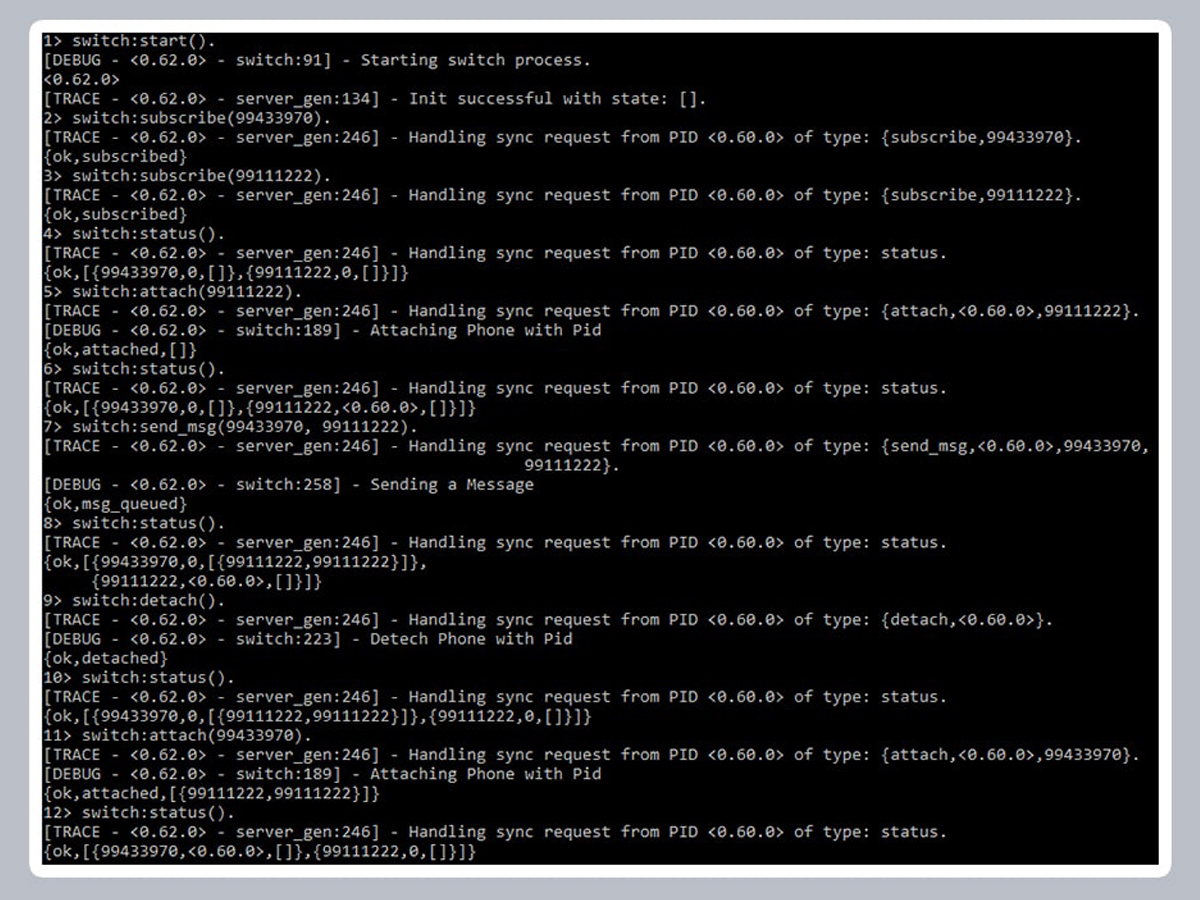 1> switch:start().
[DEBUG - <0.62.0> - switch:91] - Starting switch process.
<0.62.0>
[TRACE - <0.62.0> - server_gen:134] - Init successful with state: [].
2> switch:subscribe(99433970).
[TRACE - <0.62.0> - server_gen:246] - Handling sync request from PID <0.60.0> of type: {subscribe,99433970}.
{ok,subscribed}
3> switch:subscribe(99111222).
[TRACE - <0.62.0> - server_gen:246] - Handling sync request from PID <0.60.0> of type: {subscribe,99111222}.
{ok,subscribed}
4> switch:status().
[TRACE - <0.62.0> - server_gen:246] - Handling sync request from PID <0.60.0> of type: status.
{ok,[{99433970,0,[]},{99111222,0,[]}]}
5> switch:attach(99111222).
[TRACE - <0.62.0> - server_gen:246] - Handling sync request from PID <0.60.0> of type: {attach,<0.60.0>,99111222}.
[DEBUG - <0.62.0> - switch:189] - Attaching Phone with Pid
{ok,attached,[]}
6> switch:status().
[TRACE - <0.62.0> - server_gen:246] - Handling sync request from PID <0.60.0> of type: status.
{ok,[{99433970,0,[]},{99111222,<0.60.0>,[]}]}
7> switch:send_msg(99433970, 99111222).
[TRACE - <0.62.0> - server_gen:246] - Handling sync request from PID <0.60.0> of type: {send_msg,<0.60.0>,99433970,
99111222}.
[DEBUG - <0.62.0> - switch:258] - Sending a Message
{ok,msg_queued}
8> switch:status().
[TRACE - <0.62.0> - server_gen:246] - Handling sync request from PID <0.60.0> of type: status.
{ok,[{99433970,0,[{99111222,99111222}]},
{99111222,<0.60.0>,[]}]}
9> switch:detach().
[TRACE - <0.62.0> - server_gen:246] - Handling sync request from PID <0.60.0> of type: {detach,<0.60.0>}.
[DEBUG - <0.62.0> - switch:223] - Detech Phone with Pid
{ok,detached}
10> switch:status().
[TRACE - <0.62.0> - server_gen:246] - Handling sync request from PID <0.60.0> of type: status.
{ok,[{99433970,0,[{99111222,99111222}]},{99111222,0,[]}]}
11> switch:attach(99433970).
[TRACE - <0.62.0> - server_gen:246] - Handling sync request from PID <0.60.0> of type: {attach,<0.60.0>,99433970}.
[DEBUG - <0.62.0> - switch:189] - Attaching Phone with Pid
{ok,attached,[{99111222,99111222}]}
12> switch:status().
[TRACE - <0.62.0> - server_gen:246] - Handling sync request from PID <0.60.0> of type: status.
{ok,[{99433970,<0.60.0>,[]},{99111222,0,[]}]}